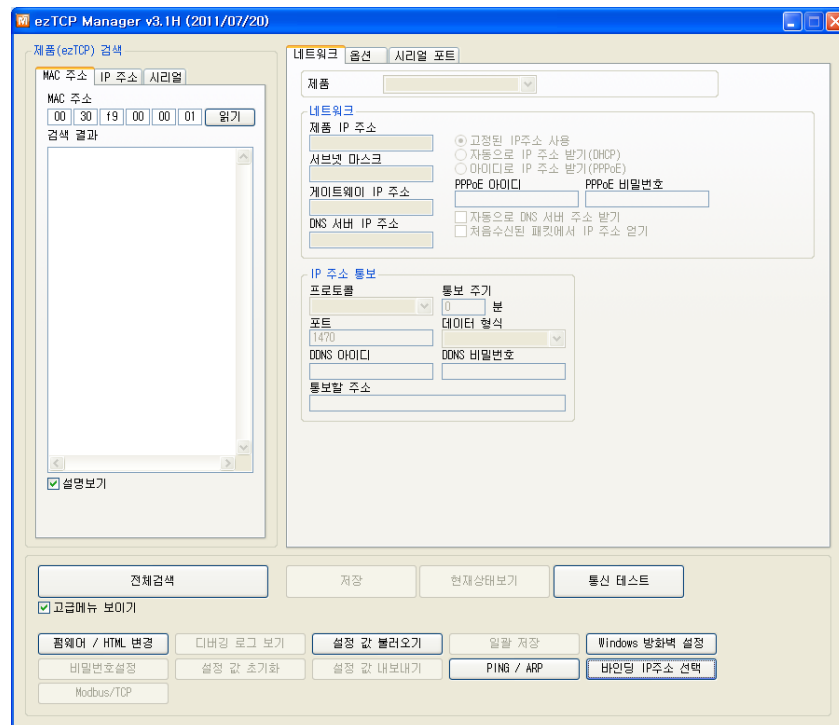 ezTCP Manager v3.1H (2011/07/20)
제품(ezTCP) 검색
MAC 주소 IP 주소 시리얼
MAC 주소
00 30 f9 00 00 01 읽기
검색 결과
설명보기
네트워크 옵션 시리얼 포트
제품
네트워크
제품 IP 주소
서브넷 마스크
게이트웨이 IP 주소
DNS 서버 IP 주소
고정된 IP주소 사용
자동으로 IP 주소 받기(DHCP)
아이디로 IP 주소 받기(PPPoE)
PPPoE 아이디 PPPoE 비밀번호
자동으로 DNS 서버 주소 받기
처음수신된 패킷에서 IP 주소 얻기
IP 주소 통보
프로토콜 통보 주기
0 분
포트 데이터 형식
1470
DDNS 아이디 DDNS 비밀번호
통보할 주소
전체검색 저장 현재상태보기 통신 테스트
고급메뉴 보이기
펌웨어 / HTML 변경 디버깅 로그 보기 설정 값 불러오기 일괄 저장 Windows 방화벽 설정
비밀번호설정 설정 값 초기화 설정 값 내보내기 PING / ARP 바인딩 IP주소 선택
Modbus/TCP